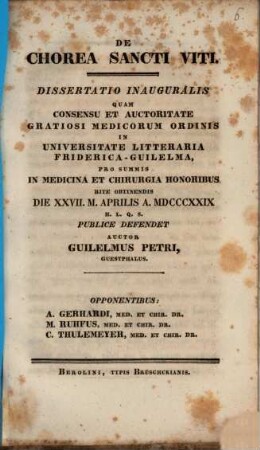 6
DE
CHOREA SANCTI VITI.
DISSERTATIO INAUGURALIS
QUAM
CONSENSU ET AUCTORITATE
GRATIOSI MEDICORUM ORDINIS
IN
UNIVERSITATE LITTERARIA
FRIDERICA-GUILELMA,
PRO SUMMIS
IN MEDICINA ET CHIRURGIA HONORIBUS
RITE OBTINENDIS
DIE XXVII. M. APRILIS A. MDCCCXXIX
H. L. Q. S.
PUBLICE DEFENDET
AUCTOR
GUILELMUS PETRI,
GUESTPHALUS.
OPPONENTIBUS:
A. GERHARDI, MED. ET CHIR. DR.
M. RUHFUS, MED. ET CHIR. DR.
C. THULEMEYER, MED. ET CHIR. DR.
BEROLINI, TYPIS BRÜSCHCKIANIS.